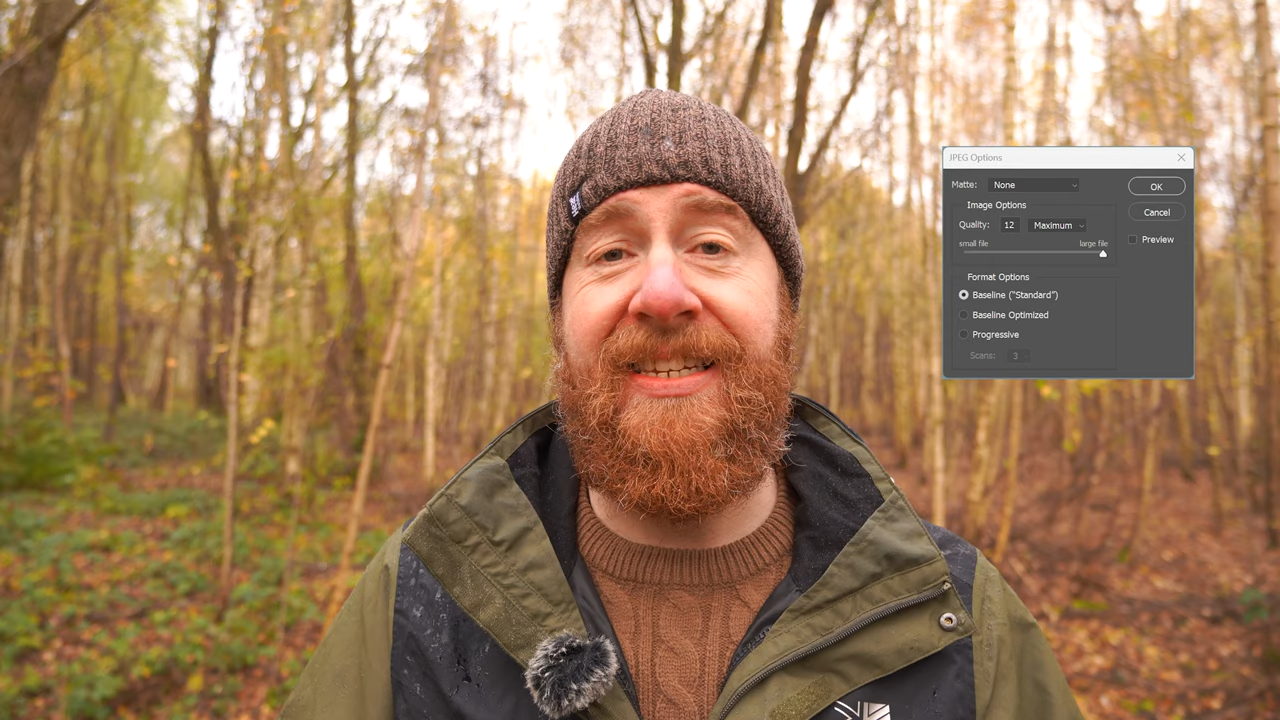 JPEG Options
Matte: None
OK
Image Options
Cancel
Quality: 12 Maximum
Preview
small file large file
Format Options
Baseline ("Standard")
Baseline Optimized
Progressive
Scans: 3